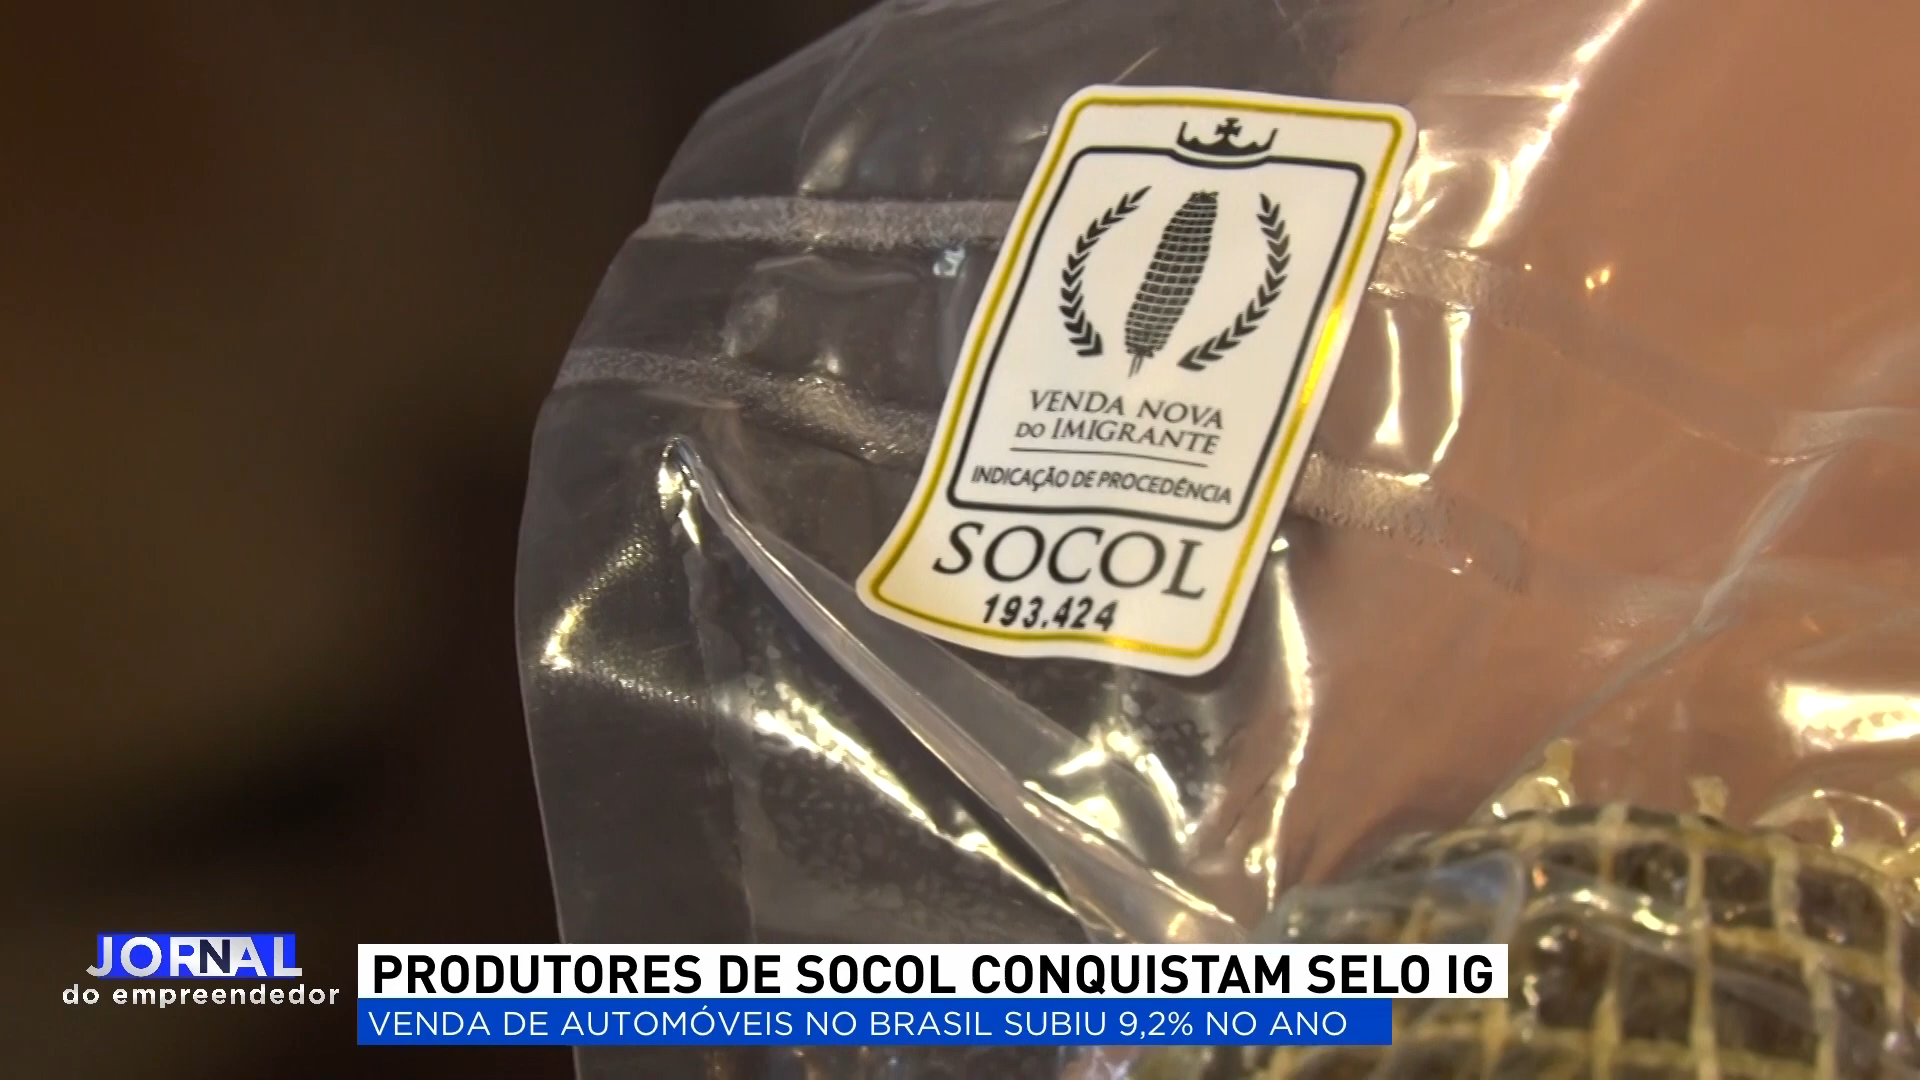 VENDA NOVA
DO IMIGRANTE
INDICAÇÃO DE PROCEDÊNCIA
SOCOL
193.424
JORNAL
do empreendedor
PRODUTORES DE SOCOL CONQUISTAM SELO IG
VENDA DE AUTOMÓVEIS NO BRASIL SUBIU 9,2% NO ANO